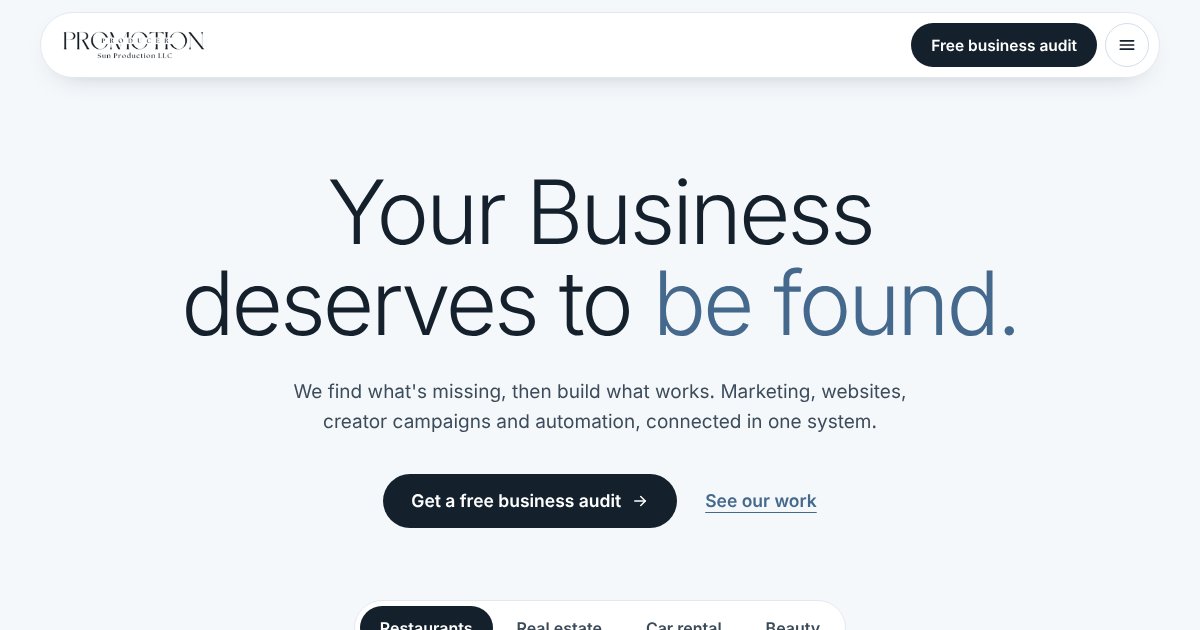 PROMOTION
PRODUCER
Sun Production LLC
Free business audit
Your Business
deserves to be found.
We find what's missing, then build what works. Marketing, websites,
creator campaigns and automation, connected in one system.
Get a free business audit →
See our work
Restaurants Real estate Car rental Beauty